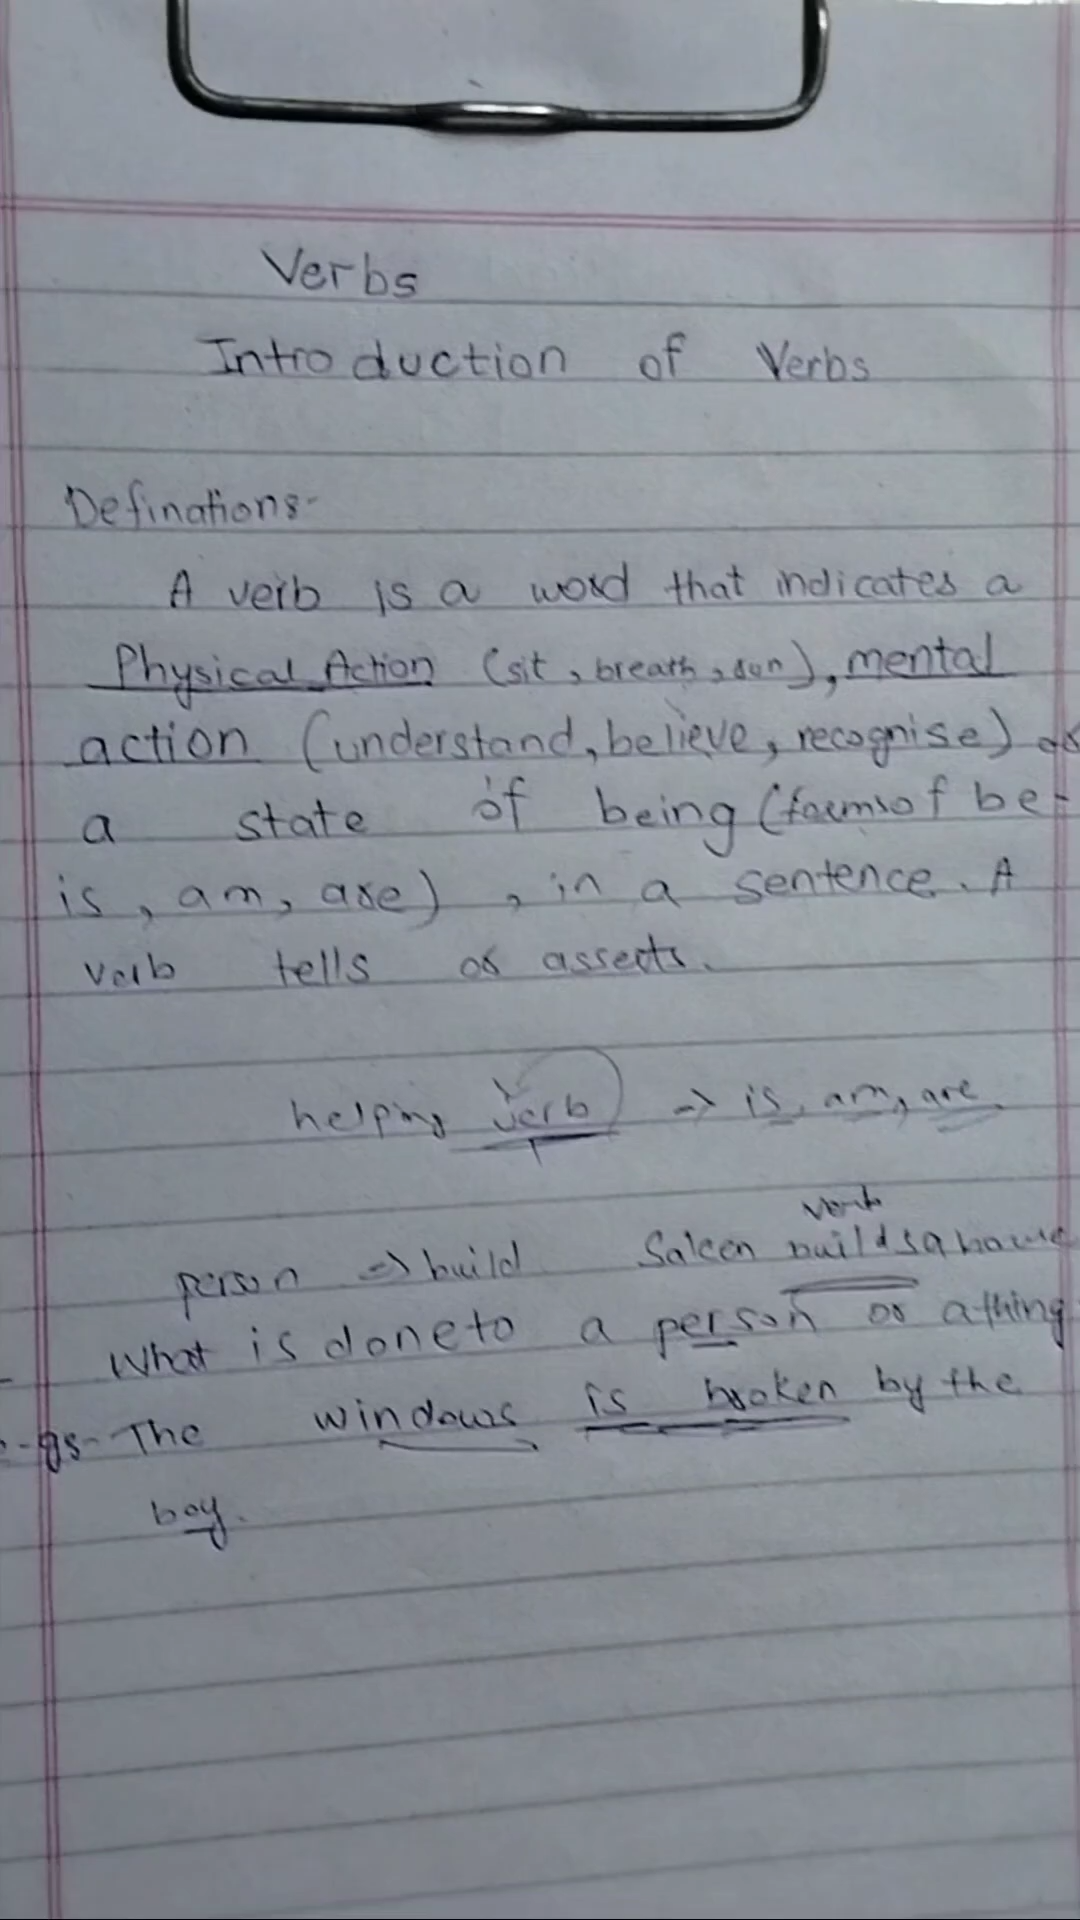 Verbs
Introduction of Verbs
Definations-
A verb is a word that indicates a
Physical Action (sit, breath, run), mental
action (understand, believe, recognise) or
a state of being (forms of be-
is, am, are), in a sentence. A
verb tells or asserts.
helping verb → is, am, are
verb
person => build Saleen builds a house
What is done to a person or a thing
e-gs- The windows is broken by the
boy.